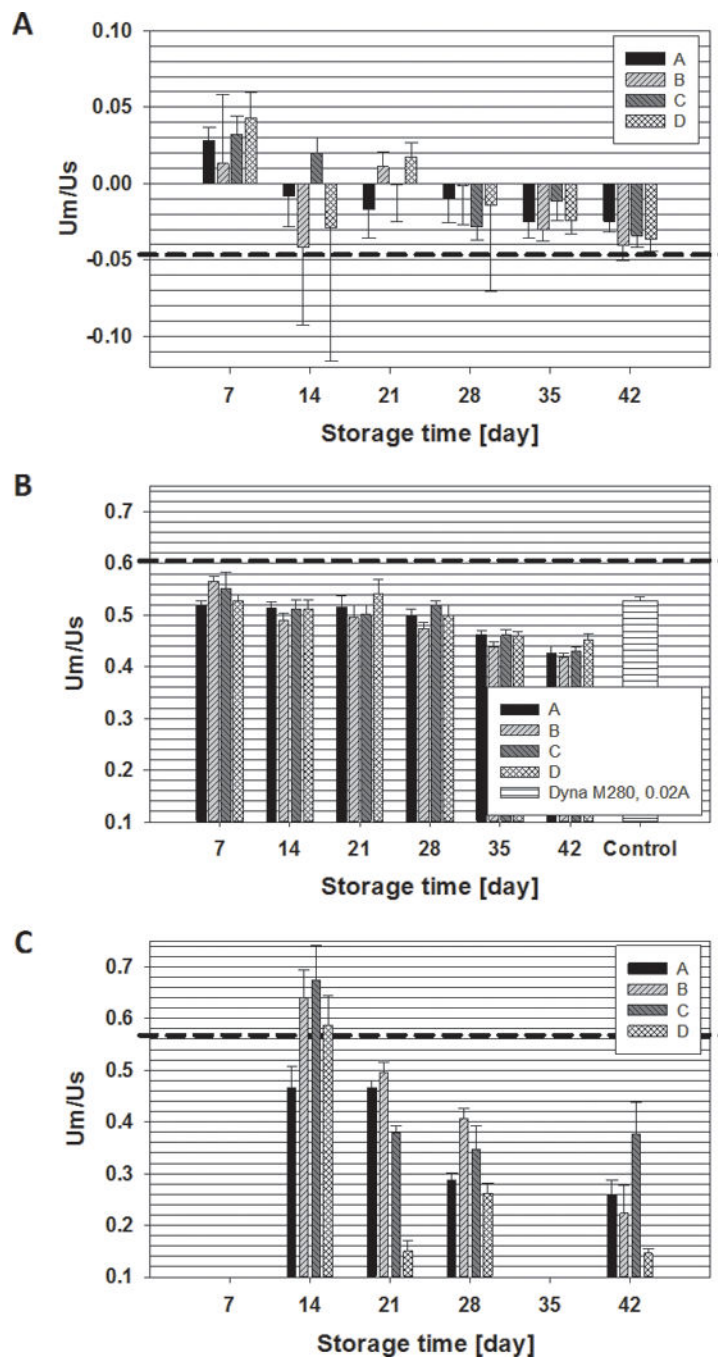 A
0.10
0.05
0.00
-0.05
-0.10
Um/Us
A
B
C
D
7 14 21 28 35 42
Storage time [day]
B
0.7
0.6
0.5
0.4
0.3
0.2
0.1
Um/Us
A
B
C
D
Dyna M280, 0.02A
7 14 21 28 35 42 Control
Storage time [day]
C
0.7
0.6
0.5
0.4
0.3
0.2
0.1
Um/Us
A
B
C
D
7 14 21 28 35 42
Storage time [day]